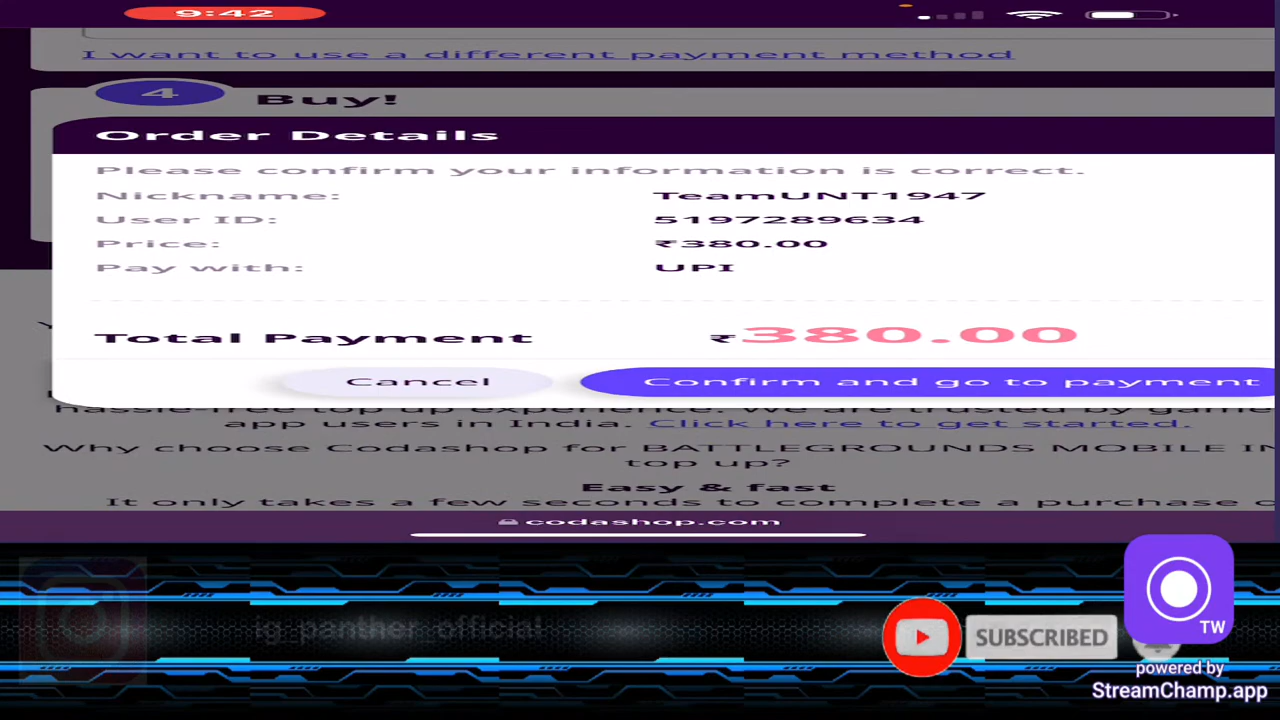 9:42
I want to use a different payment method
4 Buy!
Order Details
Please confirm your information is correct.
Nickname: TeamUNT1947
User ID: 5197289634
Price: ₹380.00
Pay with: UPI
Total Payment ₹380.00
Cancel Confirm and go to payment
hassle-free top up experience. We are trusted by game
app users in India. Click here to get started.
Why choose Codashop for BATTLEGROUNDS MOBILE IN
top up?
Easy & fast
It only takes a few seconds to complete a purchase o
codashop.com
ig_panther_official
SUBSCRIBED
TW
powered by
StreamChamp.app